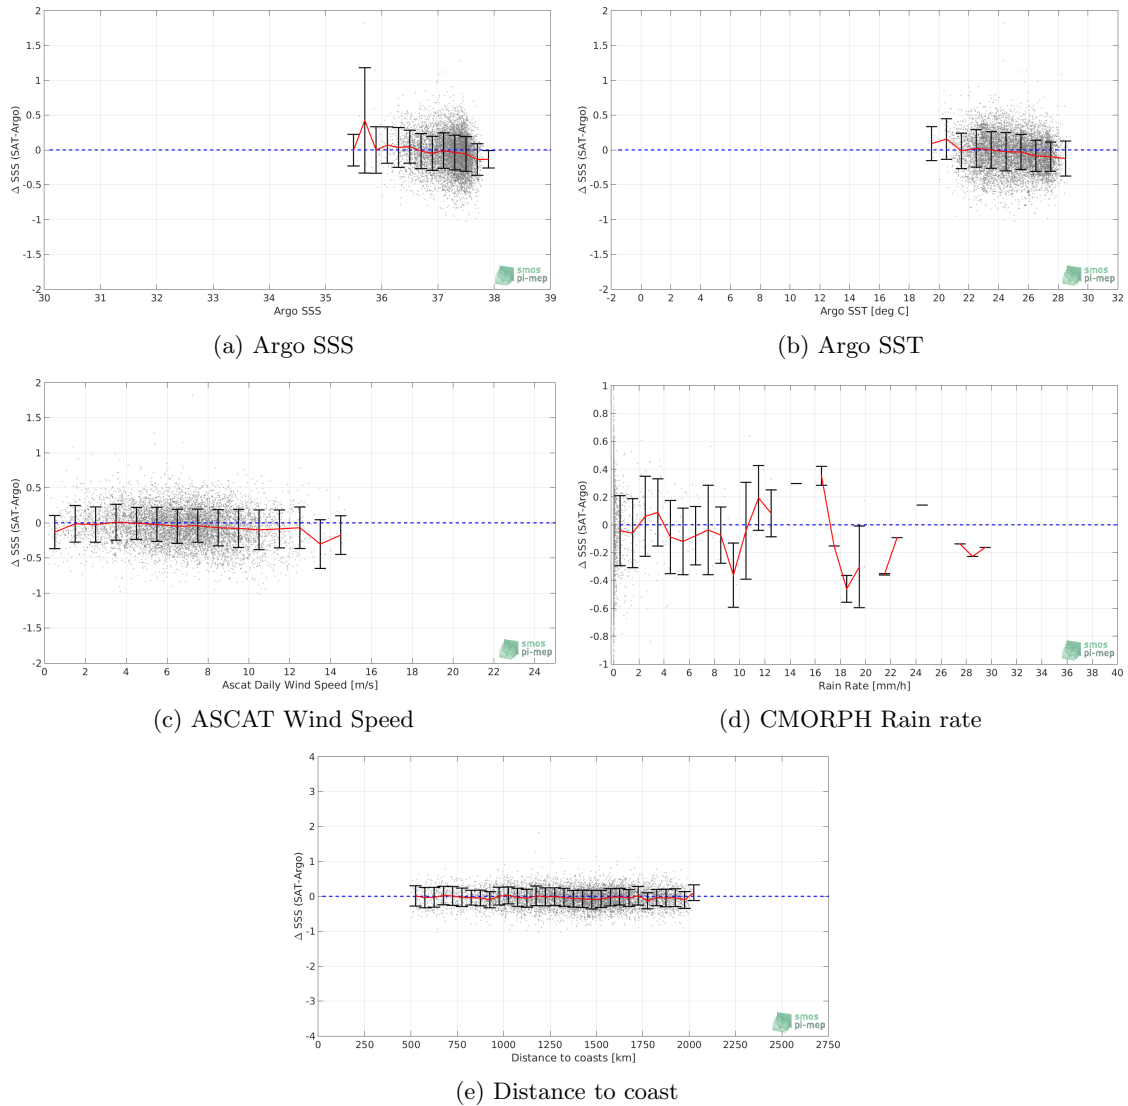 2
1.5
1
0.5
0
-0.5
-1
-1.5
-2
Δ SSS (SAT-Argo)
30 31 32 33 34 35 36 37 38 39
Argo SSS
smos
pi-mep
(a) Argo SSS
2
1.5
1
0.5
0
-0.5
-1
-1.5
-2
Δ SSS (SAT-Argo)
-2 0 2 4 6 8 10 12 14 16 18 20 22 24 26 28 30 32
Argo SST [deg C]
smos
pi-mep
(b) Argo SST
2
1.5
1
0.5
0
-0.5
-1
-1.5
-2
Δ SSS (SAT-Argo)
0 2 4 6 8 10 12 14 16 18 20 22 24
Ascat Daily Wind Speed [m/s]
smos
pi-mep
(c) ASCAT Wind Speed
1
0.8
0.6
0.4
0.2
0
-0.2
-0.4
-0.6
-0.8
-1
Δ SSS (SAT-Argo)
0 2 4 6 8 10 12 14 16 18 20 22 24 26 28 30 32 34 36 38 40
Rain Rate [mm/h]
smos
pi-mep
(d) CMORPH Rain rate
4
3
2
1
0
-1
-2
-3
-4
Δ SSS (SAT-Argo)
0 250 500 750 1000 1250 1500 1750 2000 2250 2500 2750
Distance to coasts [km]
smos
pi-mep
(e) Distance to coast